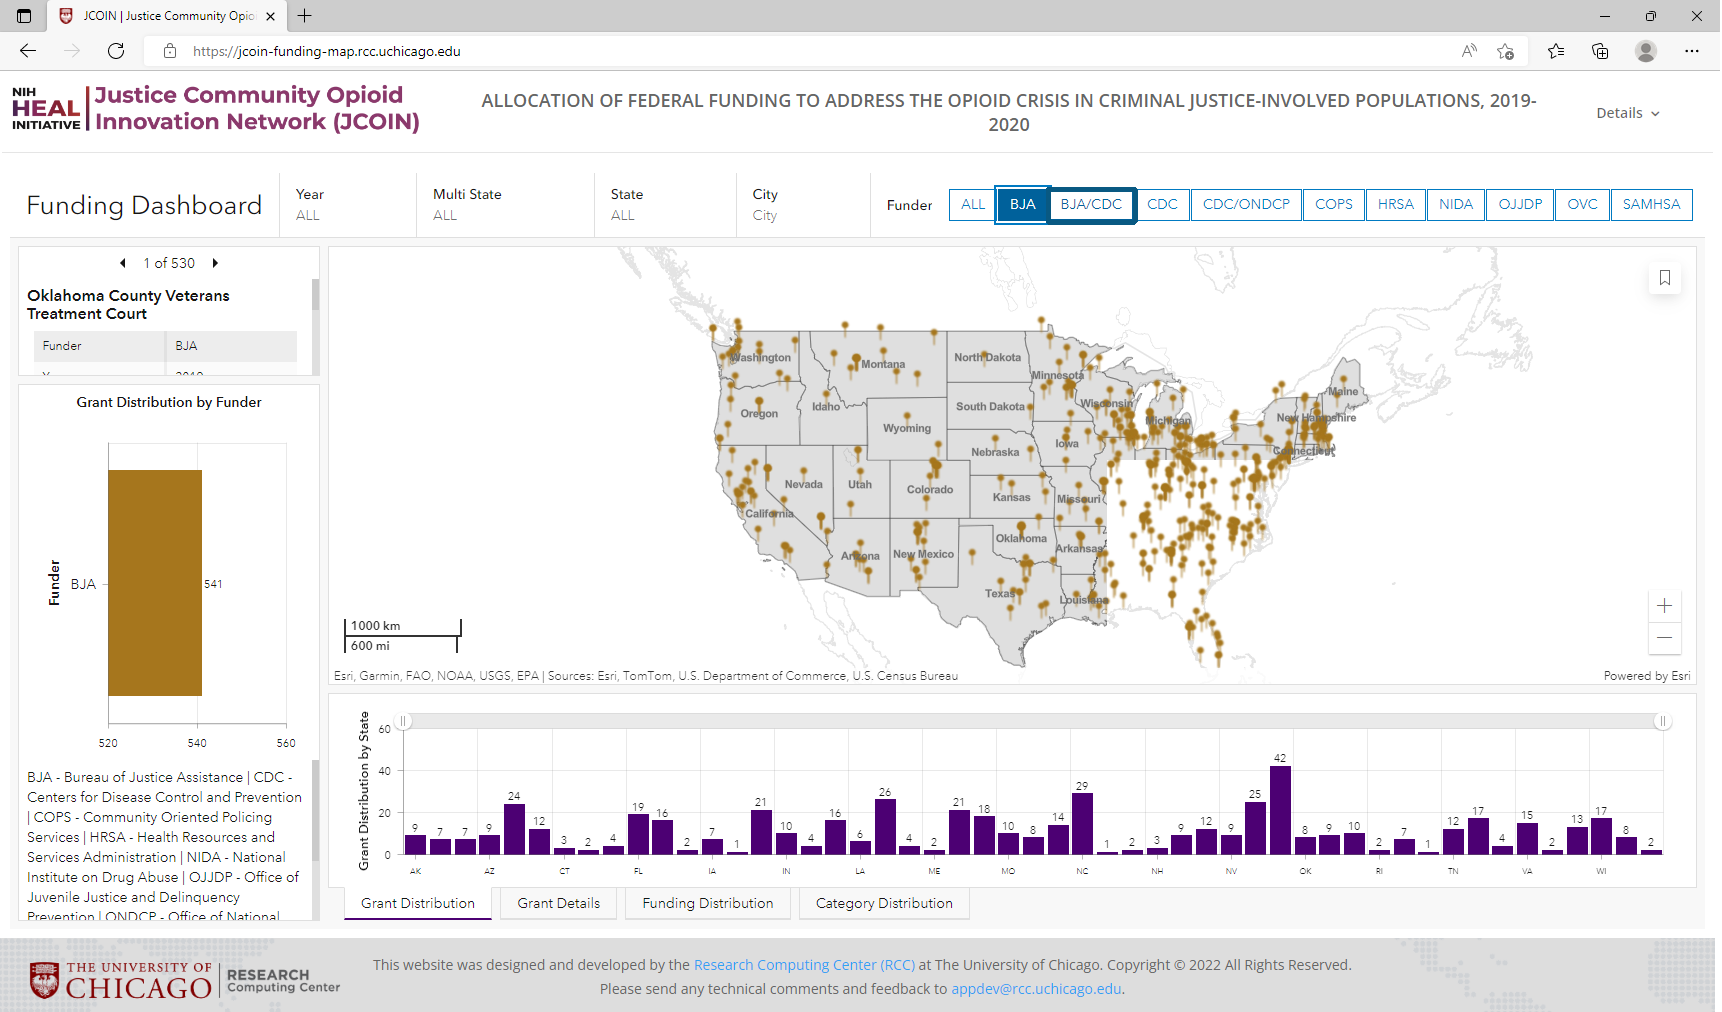 JCOIN | Justice Community Opio
https://jcoin-funding-map.rcc.uchicago.edu
NIH
HEAL
INITIATIVE
Justice Community Opioid
Innovation Network (JCOIN)
ALLOCATION OF FEDERAL FUNDING TO ADDRESS THE OPIOID CRISIS IN CRIMINAL JUSTICE-INVOLVED POPULATIONS, 2019-
2020
Details
Funding Dashboard
Year
ALL
Multi State
ALL
State
ALL
City
City
Funder
ALL
BJA
BJA/CDC
CDC
CDC/ONDCP
COPS
HRSA
NIDA
OJJDP
OVC
SAMHSA
1 of 530
Oklahoma County Veterans
Treatment Court
Funder BJA
Grant Distribution by Funder
Funder
BJA
541
520 540 560
BJA - Bureau of Justice Assistance | CDC -
Centers for Disease Control and Prevention
| COPS - Community Oriented Policing
Services | HRSA - Health Resources and
Services Administration | NIDA - National
Institute on Drug Abuse | OJJDP - Office of
Juvenile Justice and Delinquency
Prevention | ONDCP - Office of National
Washington
Montana
North Dakota
Minnesota
Oregon
Idaho
South Dakota
Wisconsin
Michigan
Maine
New Hampshire
Wyoming
Iowa
Connecticut
Nebraska
Nevada
Utah
Colorado
Kansas
Missouri
California
Arizona
New Mexico
Oklahoma
Arkansas
Texas
Louisiana
1000 km
600 mi
Esri, Garmin, FAO, NOAA, USGS, EPA | Sources: Esri, TomTom, U.S. Department of Commerce, U.S. Census Bureau
Powered by Esri
Grant Distribution by State
60
40
20
0
9 7 7 9 24 12 3 2 4 19 16 2 7 1 21 10 4 16 6 26 4 2 21 18 10 8 14 29 1 2 3 9 12 9 25 42 8 9 10 2 7 1 12 17 4 15 2 13 17 8 2
AK AZ CT FL IA IN LA ME MO NC NH NV OK RI TN VA WI
Grant Distribution
Grant Details
Funding Distribution
Category Distribution
THE UNIVERSITY OF
CHICAGO
RESEARCH
Computing Center
This website was designed and developed by the Research Computing Center (RCC) at The University of Chicago. Copyright © 2022 All Rights Reserved.
Please send any technical comments and feedback to appdev@rcc.uchicago.edu.